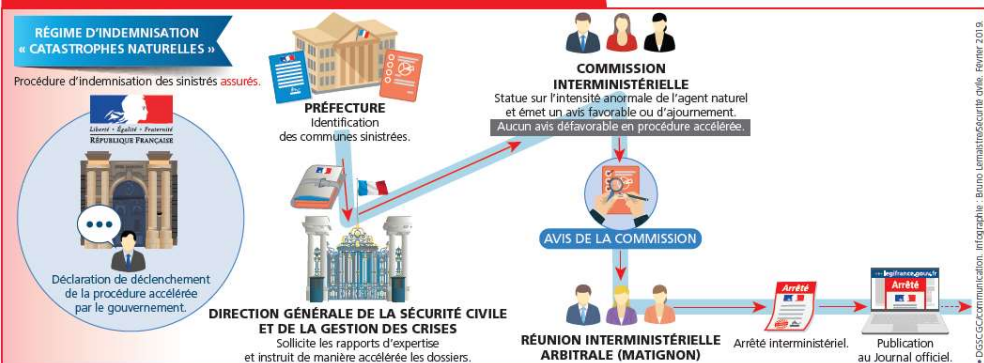 RÉGIME D'INDEMNISATION
« CATASTROPHES NATURELLES »
Procédure d'indemnisation des sinistrés assurés.
Liberté • Égalité • Fraternité
RÉPUBLIQUE FRANÇAISE
Déclaration de déclenchement
de la procédure accélérée
par le gouvernement.
PRÉFECTURE
Identification
des communes sinistrées.
DIRECTION GÉNÉRALE DE LA SÉCURITÉ CIVILE
ET DE LA GESTION DES CRISES
Sollicite les rapports d'expertise
et instruit de manière accélérée les dossiers.
COMMISSION
INTERMINISTÉRIELLE
Statue sur l'intensité anormale de l'agent naturel
et émet un avis favorable ou d'ajournement.
Aucun avis défavorable en procédure accélérée.
AVIS DE LA COMMISSION
RÉUNION INTERMINISTÉRIELLE
ARBITRALE (MATIGNON)
Arrêté
Arrêté interministériel.
legifrance.gouv.fr
Arrêté
Publication
au Journal officiel.
• DGSCGC/communication. Infographie : Bruno Lemaistre/Sécurité civile. Février 2019.